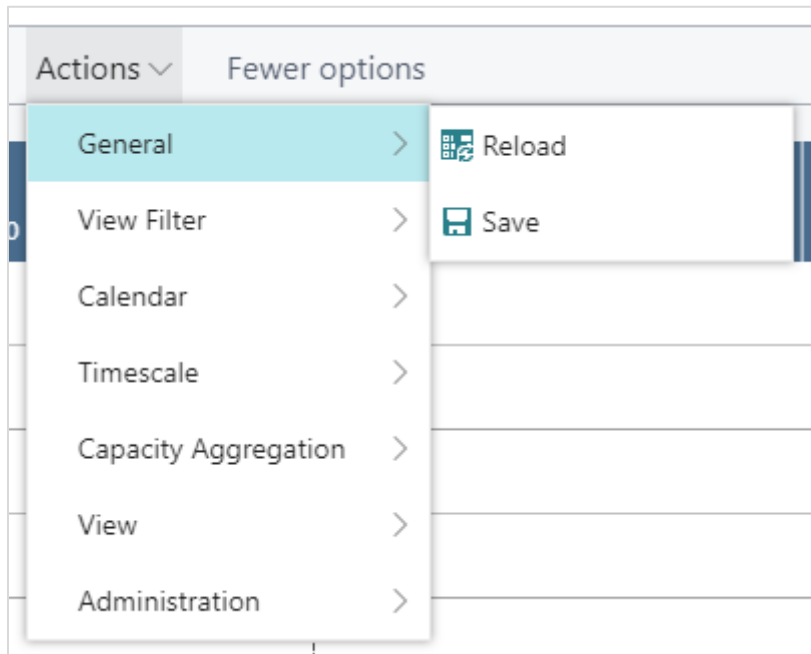 Actions
Fewer options
General
Reload
View Filter
Save
Calendar
Timescale
Capacity Aggregation
View
Administration